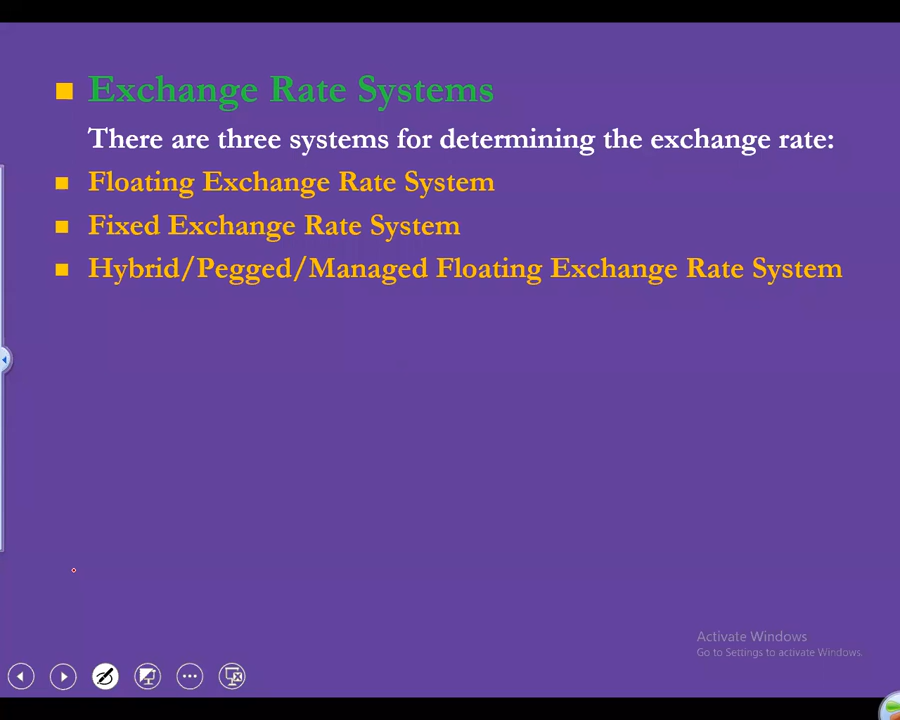 Exchange Rate Systems
There are three systems for determining the exchange rate:
Floating Exchange Rate System
Fixed Exchange Rate System
Hybrid/Pegged/Managed Floating Exchange Rate System
Activate Windows
Go to Settings to activate Windows.